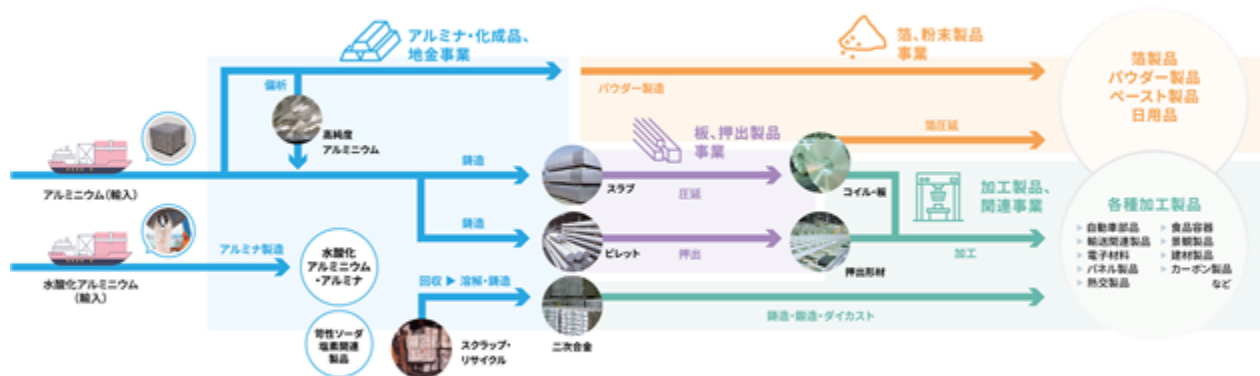 アルミナ・化成品、
地金事業
箔、粉末製品
事業
箔製品
パウダー製品
ペースト製品
日用品
偏析
パウダー製造
高純度
アルミニウム
板、押出製品
事業
箔圧延
鋳造
スラブ
圧延
コイル・板
加工製品、
関連事業
アルミニウム(輸入)
各種加工製品
自動車部品
輸送関連製品
電子材料
パネル製品
熱交製品
食品容器
景観製品
建材製品
カーボン製品
など
アルミナ製造
水酸化
アルミニウム
・アルミナ
鋳造
ビレット
押出
押出形材
加工
水酸化アルミニウム
(輸入)
回収 ▶ 溶解・鋳造
苛性ソーダ
塩素関連
製品
スクラップ・
リサイクル
二次合金
鋳造・鍛造・ダイカスト